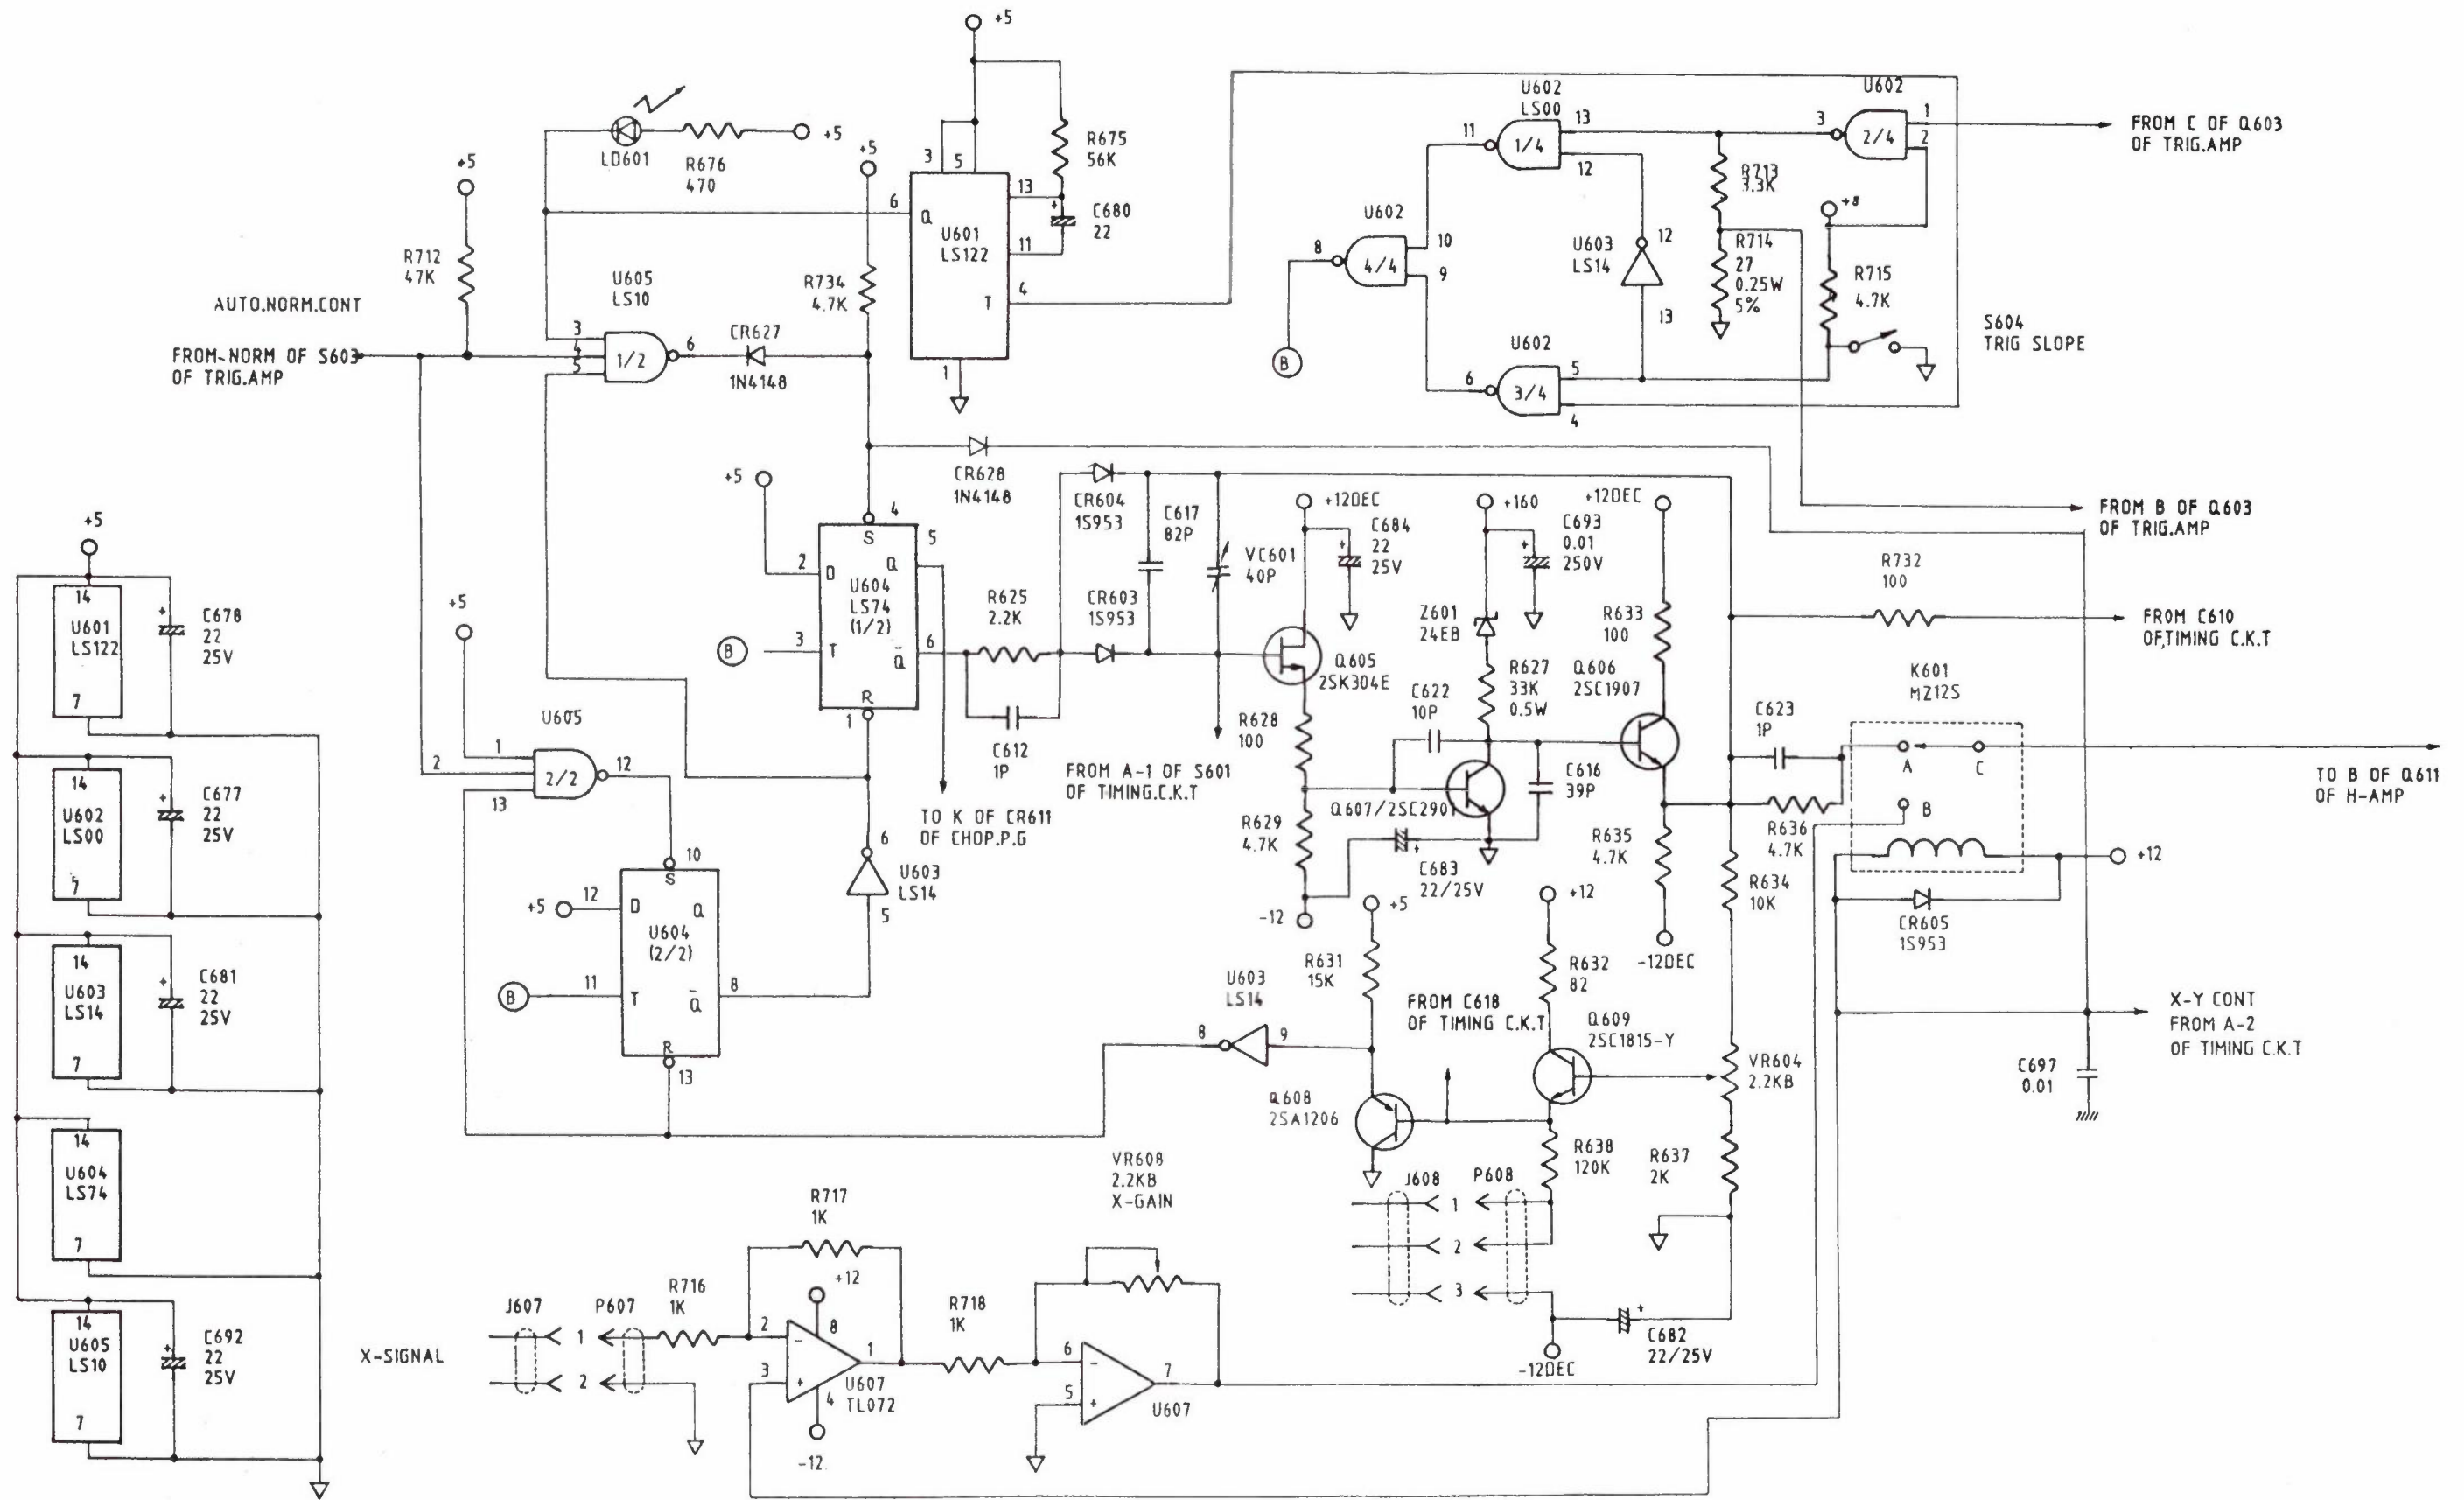 +5
+5
LD601
R676
470
+5
R712
47K
AUTO.NORM.CONT
FROM-NORM OF S603
OF TRIG.AMP
U605
LS10
3
4
5
1/2
6
CR627
1N4148
+5
R734
4.7K
3
5
6
Q
U601
LS122
13
11
4
T
1
R675
56K
+
C680
22
U602
LS00
11
1/4
13
12
U602
3
2/4
1
2
FROM C OF Q603
OF TRIG.AMP
R713
3.3K
+8
U602
8
4/4
10
9
B
U603
LS14
12
13
R714
27
0.25W
5%
R715
4.7K
S604
TRIG SLOPE
U602
6
3/4
5
4
CR628
1N4148
FROM B OF Q603
OF TRIG.AMP
+5
4
S
5
2
D
Q
U604
LS74
(1/2)
B
3
T
Q
6
R
1
R625
2.2K
C612
1P
CR604
1S953
CR603
1S953
C617
82P
VC601
40P
+12DEC
+
C684
22
25V
+160
+
C693
0.01
250V
+12DEC
Z601
24EB
R633
100
Q605
2SK304E
R627
33K
0.5W
Q606
2SC1907
R628
100
C622
10P
C616
39P
Q607/2SC2901
R629
4.7K
+
C683
22/25V
-12
R635
4.7K
-12DEC
R732
100
FROM C610
OF,TIMING C.K.T
K601
MZ12S
C623
1P
A
C
B
TO B OF Q611
OF H-AMP
R636
4.7K
+12
R634
10K
CR605
1S953
FROM A-1 OF S601
OF TIMING.C.K.T
TO K OF CR611
OF CHOP.P.G
+5
14
U601
LS122
7
+
C678
22
25V
14
U602
LS00
7
+
C677
22
25V
14
U603
LS14
7
+
C681
22
25V
14
U604
LS74
7
14
U605
LS10
7
+
C692
22
25V
+5
U605
1
2
13
2/2
12
10
S
+5
12
D
Q
U604
(2/2)
B
11
T
Q
8
R
13
6
U603
LS14
5
+5
R631
15K
U603
LS14
8
9
+12
R632
82
FROM C618
OF TIMING C.K.T
Q609
2SC1815-Y
Q608
2SA1206
VR604
2.2KB
R638
120K
R637
2K
X-Y CONT
FROM A-2
OF TIMING C.K.T
C697
0.01
J608
P608
1
2
3
+
C682
22/25V
-12DEC
VR608
2.2KB
X-GAIN
R717
1K
+12
R716
1K
X-SIGNAL
J607
P607
1
2
2
-
8
3
+
1
4
U607
TL072
-12
R718
1K
6
-
5
+
7
U607